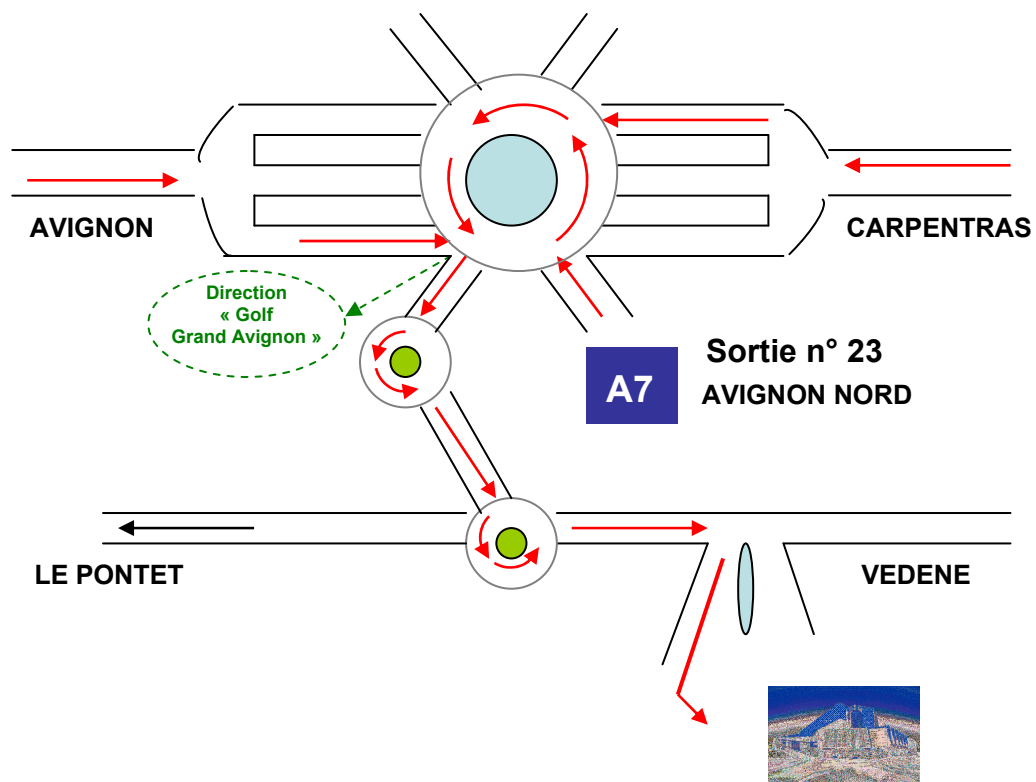 AVIGNON
CARPENTRAS
Direction
« Golf
Grand Avignon »
Sortie n° 23
A7
AVIGNON NORD
LE PONTET
VEDENE